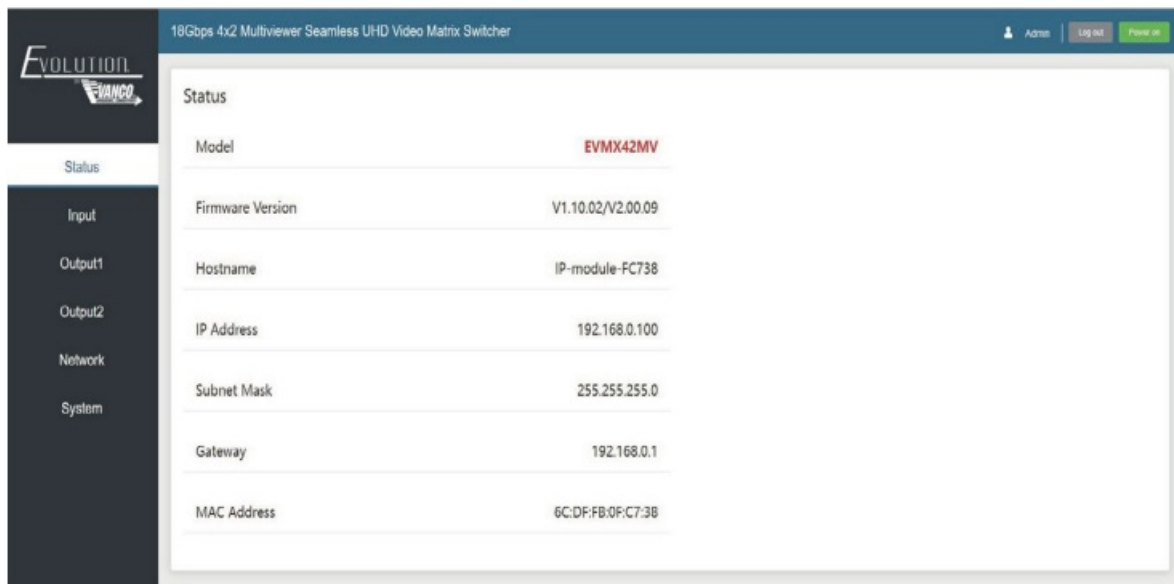 18Gbps 4x2 Multiviewer Seamless UHD Video Matrix Switcher
Admin Log out Power on
EVOLUTION
BY VANCO
Status
Input
Output1
Output2
Network
System
Status
Model EVMX42MV
Firmware Version V1.10.02/V2.00.09
Hostname IP-module-FC738
IP Address 192.168.0.100
Subnet Mask 255.255.255.0
Gateway 192.168.0.1
MAC Address 6C:DF:FB:0F:C7:38